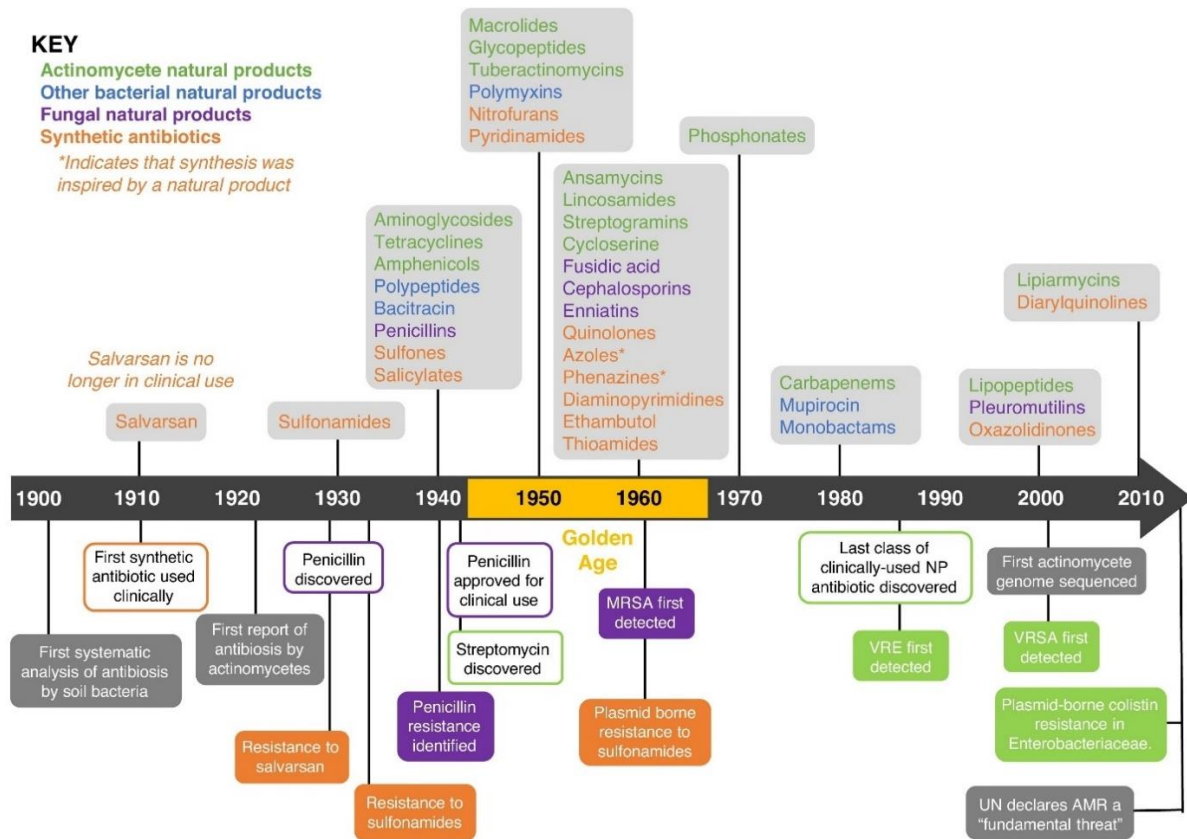 KEY
Actinomycete natural products
Other bacterial natural products
Fungal natural products
Synthetic antibiotics
*Indicates that synthesis was
inspired by a natural product
Salvarsan is no
longer in clinical use
Salvarsan
Sulfonamides
Aminoglycosides
Tetracyclines
Amphenicols
Polypeptides
Bacitracin
Penicillins
Sulfones
Salicylates
Macrolides
Glycopeptides
Tuberactinomycins
Polymyxins
Nitrofurans
Pyridinamides
Ansamycins
Lincosamides
Streptogramins
Cycloserine
Fusidic acid
Cephalosporins
Enniatins
Quinolones
Azoles*
Phenazines*
Diaminopyrimidines
Ethambutol
Thioamides
Phosphonates
Carbapenems
Mupirocin
Monobactams
Lipopeptides
Pleuromutilins
Oxazolidinones
Lipiarmycins
Diarylquinolines
1900 1910 1920 1930 1940 1950 1960 1970 1980 1990 2000 2010
Golden
Age
First systematic
analysis of antibiosis
by soil bacteria
First synthetic
antibiotic used
clinically
First report of
antibiosis by
actinomycetes
Penicillin
discovered
Resistance to
salvarsan
Resistance to
sulfonamides
Penicillin
resistance
identified
Penicillin
approved for
clinical use
Streptomycin
discovered
MRSA first
detected
Plasmid borne
resistance to
sulfonamides
Last class of
clinically-used NP
antibiotic discovered
VRE first
detected
First actinomycete
genome sequenced
VRSA first
detected
Plasmid-borne colistin
resistance in
Enterobacteriaceae.
UN declares AMR a
“fundamental threat”